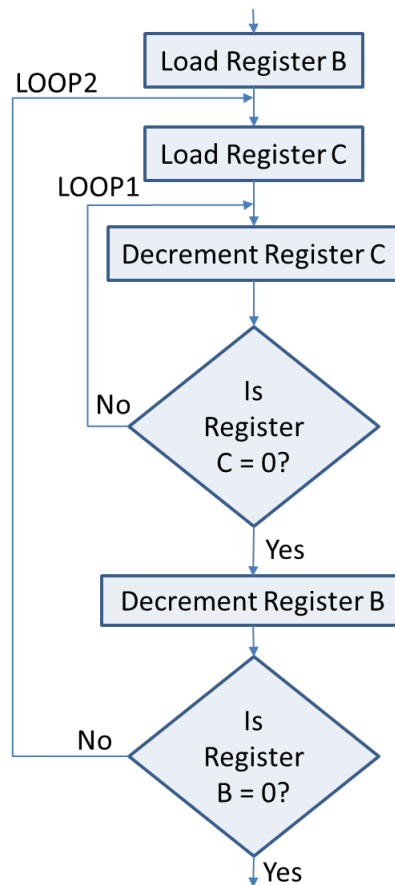 Load Register B
LOOP2
Load Register C
LOOP1
Decrement Register C
Is
Register
C = 0?
No
Yes
Decrement Register B
Is
Register
B = 0?
No
Yes